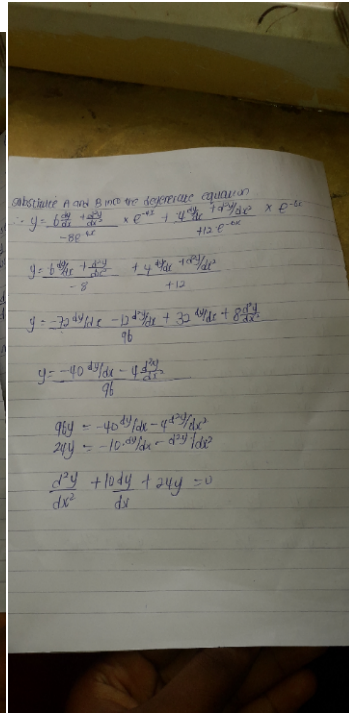 Substitute A and B into the deferenciae equation
∴ y = (6 dy/dx + d²y/dx²)/(-8e^-4x) × e^-4x + (4 dy/dx + d²y/dx²)/(+12 e^-6x) × e^-6x
y = (6 dy/dx + d²y/dx²)/(-8) + (4 dy/dx + d²y/dx²)/(+12)
y = (-72 dy/dx - 12 d²y/dx + 32 dy/dx + 8 d²y/dx²)/96
y = (-40 dy/dx - 4 d²y/dx²)/96
96y = -40 dy/dx - 4 d²y/dx²
24y = -10 · dy/dx - d²y/dx²
d²y/dx² + 10 dy/dx + 24y = 0